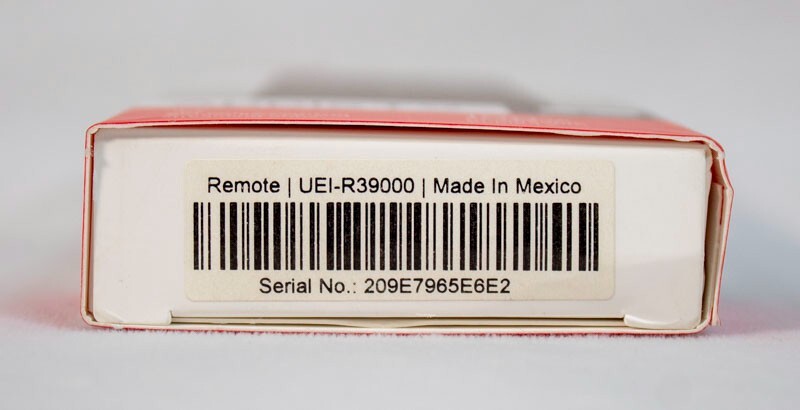 Remote | UEI-R39000 | Made In Mexico
Serial No.: 209E7965E6E2